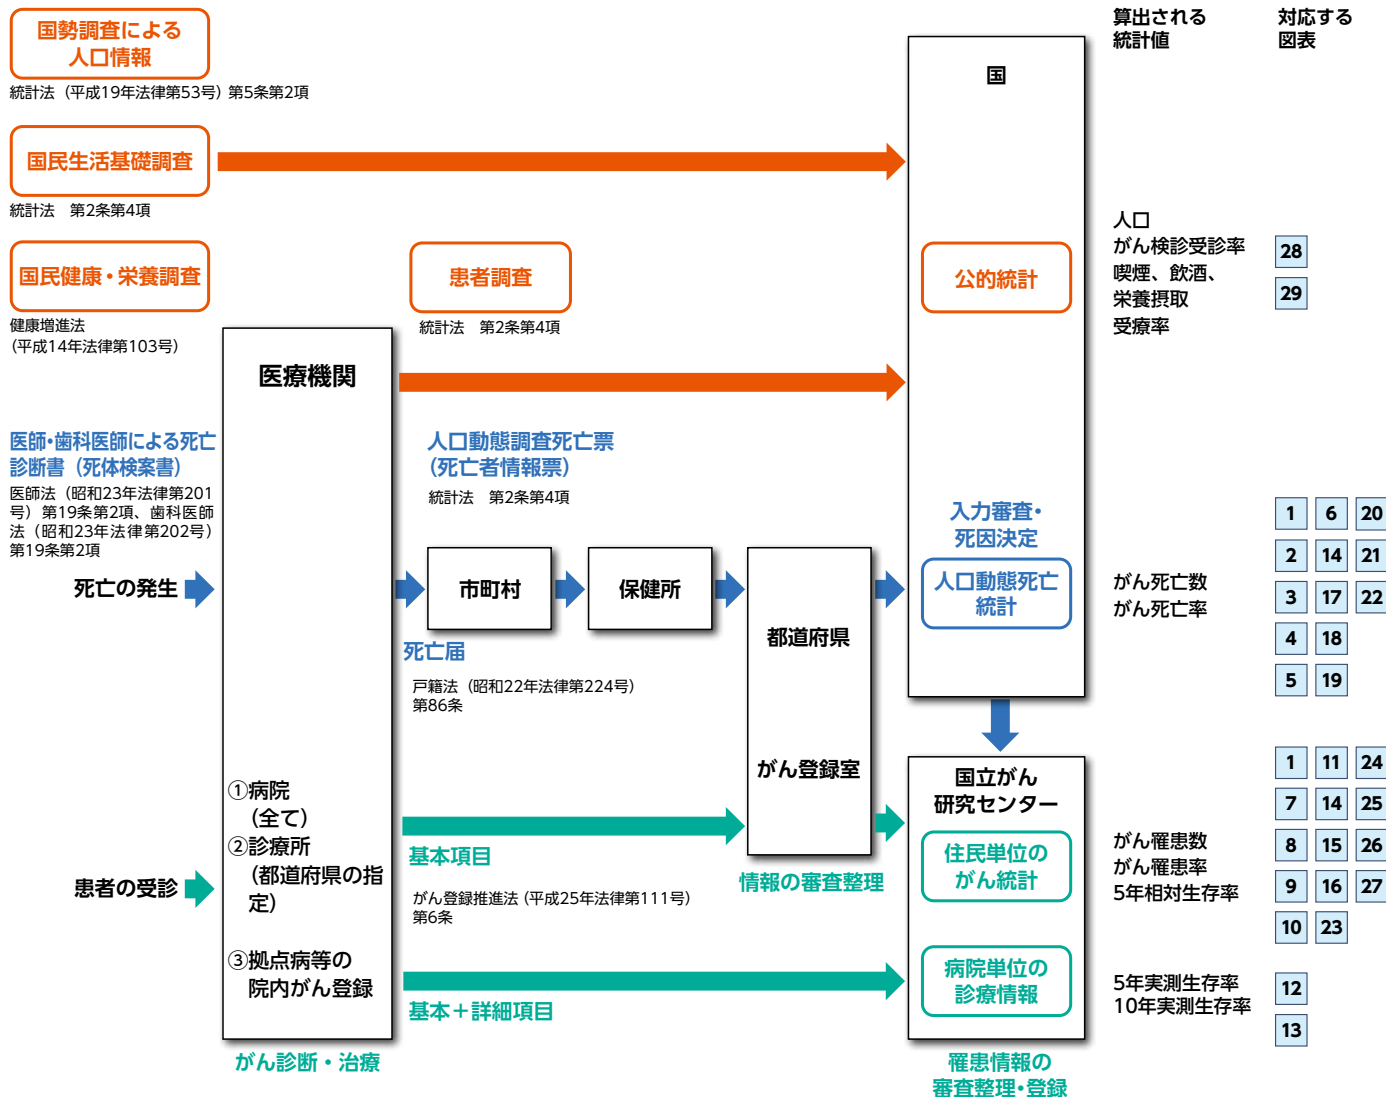 国勢調査による
人口情報
統計法（平成19年法律第53号）第5条第2項
国民生活基礎調査
統計法　第2条第4項
国民健康・栄養調査
健康増進法
（平成14年法律第103号）
患者調査
統計法　第2条第4項
医療機関
医師・歯科医師による死亡
診断書（死体検案書）
医師法（昭和23年法律第201
号）第19条第2項、歯科医師
法（昭和23年法律第202号）
第19条第2項
死亡の発生
人口動態調査死亡票
（死亡者情報票）
統計法　第2条第4項
市町村
保健所
死亡届
戸籍法（昭和22年法律第224号）
第86条
都道府県
がん登録室
情報の審査整理
患者の受診
①病院
（全て）
②診療所
（都道府県の指
定）
③拠点病等の
院内がん登録
がん診断・治療
基本項目
がん登録推進法（平成25年法律第111号）
第6条
基本＋詳細項目
国
公的統計
入力審査・
死因決定
人口動態死亡
統計
国立がん
研究センター
住民単位の
がん統計
病院単位の
診療情報
罹患情報の
審査整理・登録
算出される
統計値
対応する
図表
人口
がん検診受診率
喫煙、飲酒、
栄養摂取
受療率
28
29
がん死亡数
がん死亡率
1 6 20
2 14 21
3 17 22
4 18
5 19
がん罹患数
がん罹患率
5年相対生存率
1 11 24
7 14 25
8 15 26
9 16 27
10 23
5年実測生存率
10年実測生存率
12
13